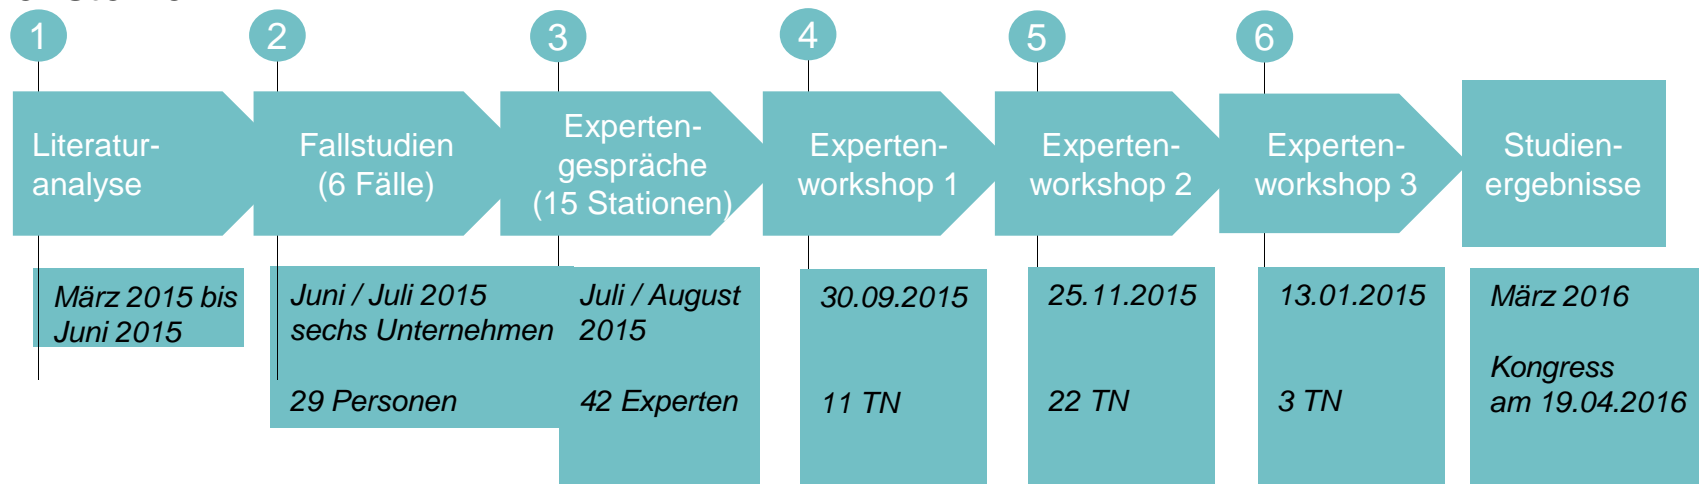 1
2
3
4
5
6
Literatur-
analyse
Fallstudien
(6 Fälle)
Experten-
gespräche
(15 Stationen)
Experten-
workshop 1
Experten-
workshop 2
Experten-
workshop 3
Studien-
ergebnisse
März 2015 bis
Juni 2015
Juni / Juli 2015
sechs Unternehmen
29 Personen
Juli / August
2015
42 Experten
30.09.2015
11 TN
25.11.2015
22 TN
13.01.2015
3 TN
März 2016
Kongress
am 19.04.2016